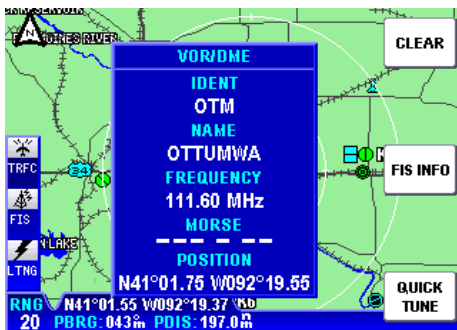 RESERVOIR
N
MOINES RIVER
CLEAR
VOR/DME
IDENT
OTM
NAME
OTTUMWA
FREQUENCY
111.60 MHz
MORSE
POSITION
N41°01.75 W092°19.55
TRFC
FIS
LTNG
34
LAKE
FIS INFO
QUICK
TUNE
RNG N41°01.55 W092°19.37
20 PBRG:043°m PDIS:197.0